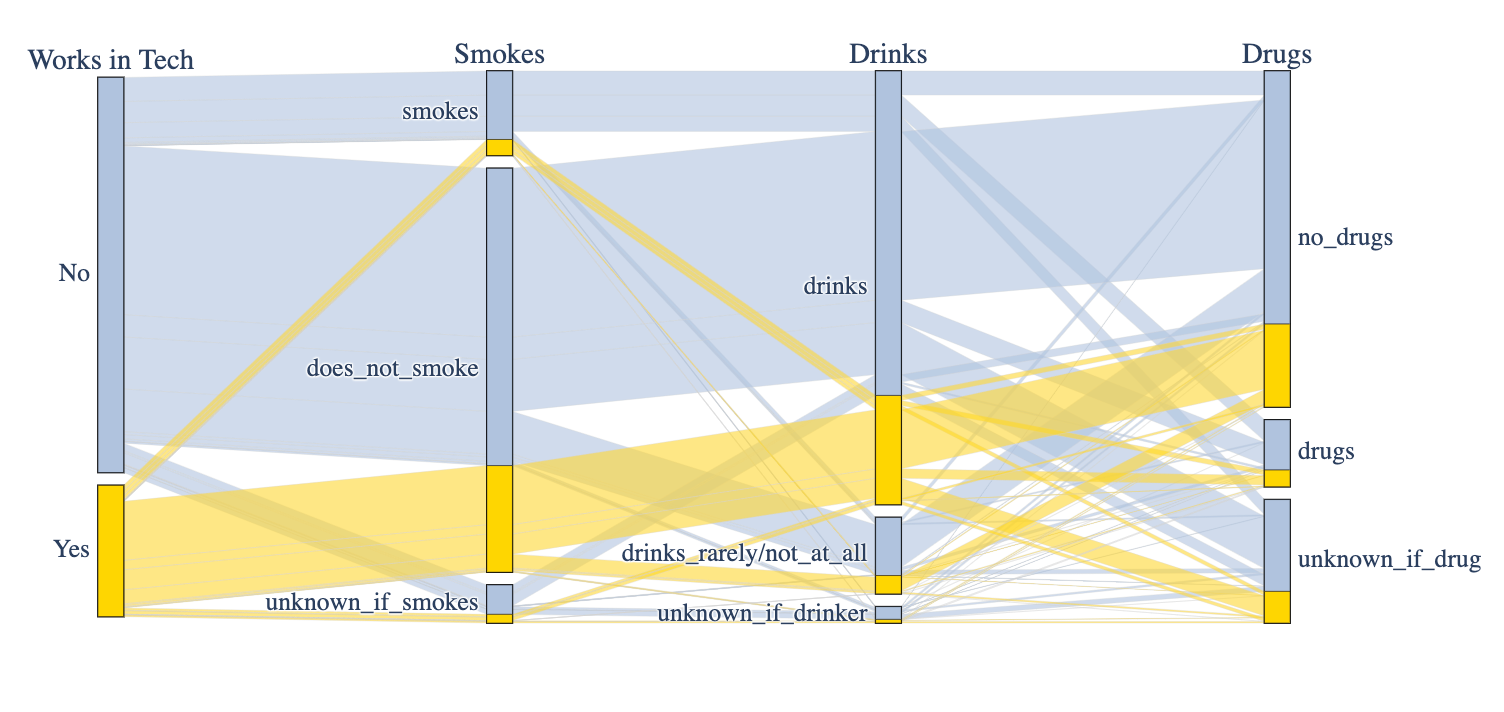 Works in Tech
Smokes
Drinks
Drugs
smokes
no_drugs
No
drinks
does_not_smoke
drugs
Yes
drinks_rarely/not_at_all
unknown_if_drug
unknown_if_smokes
unknown_if_drinker